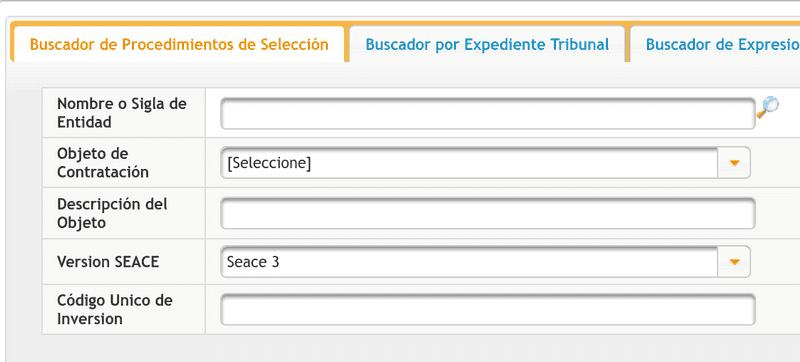 Buscador de Procedimientos de Selección Buscador por Expediente Tribunal Buscador de Expresio
Nombre o Sigla de
Entidad
Objeto de
Contratación
[Seleccione]
Descripción del
Objeto
Version SEACE
Seace 3
Código Unico de
Inversion